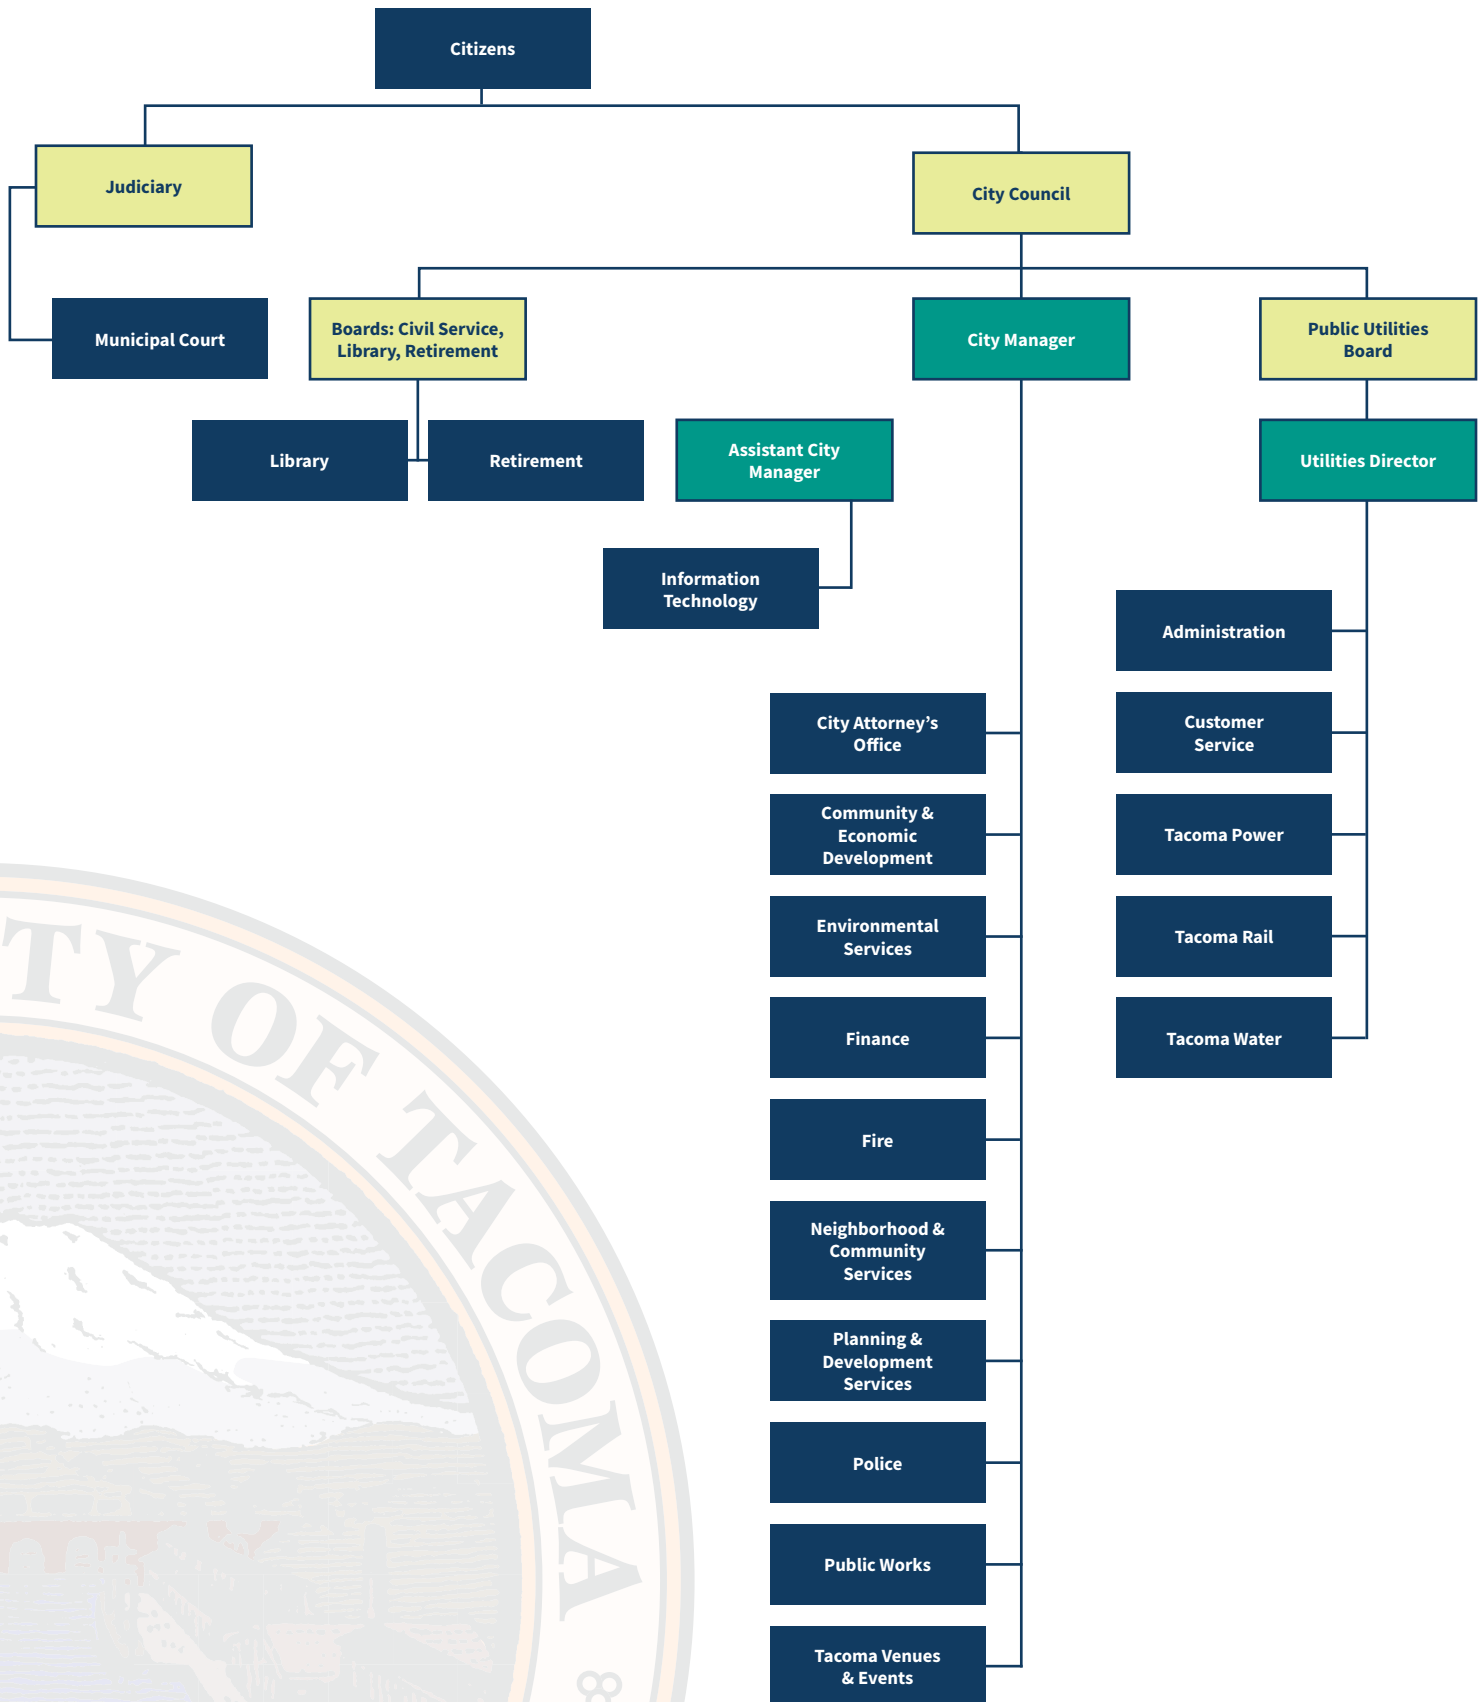 Citizens
Judiciary
City Council
Municipal Court
Boards: Civil Service,
Library, Retirement
City Manager
Public Utilities
Board
Library
Retirement
Assistant City
Manager
Utilities Director
Information
Technology
Administration
City Attorney’s
Office
Customer
Service
Community &
Economic
Development
Tacoma Power
Environmental
Services
Tacoma Rail
Finance
Tacoma Water
Fire
Neighborhood &
Community
Services
Planning &
Development
Services
Police
Public Works
Tacoma Venues
& Events
TY OF TACOMA